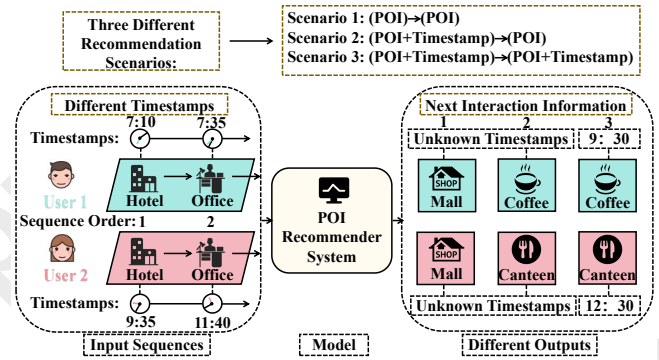 Three Different
Recommendation
Scenarios:
Scenario 1: (POI)→(POI)
Scenario 2: (POI+Timestamp)→(POI)
Scenario 3: (POI+Timestamp)→(POI+Timestamp)
Different Timestamps
7:10 7:35
Timestamps:
User 1
Hotel Office
Sequence Order: 1 2
User 2
Hotel Office
Timestamps:
9:35 11:40
Input Sequences
POI
Recommender
System
Model
Next Interaction Information
1 2 3
Unknown Timestamps 9: 30
SHOP
Mall Coffee Coffee
SHOP
Mall Canteen Canteen
Unknown Timestamps 12: 30
Different Outputs